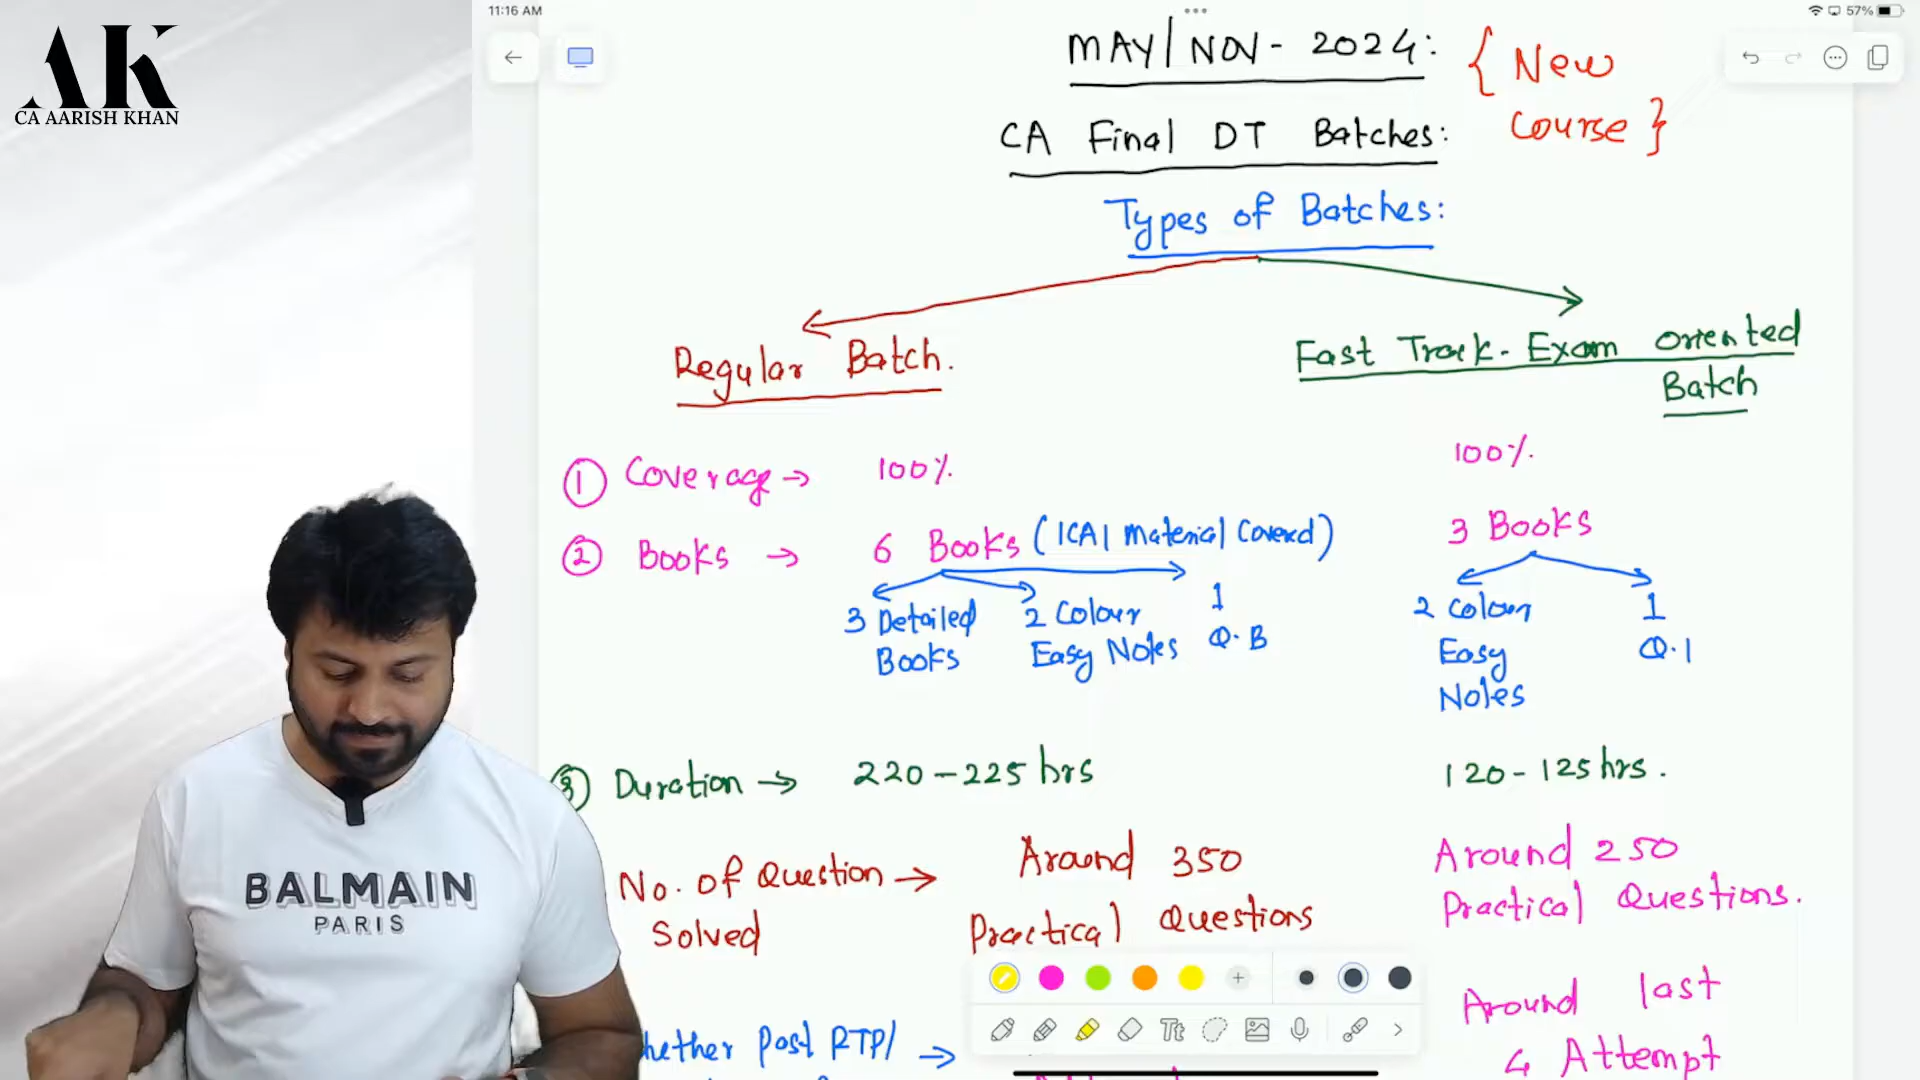 11:16 AM
57%
AK
CA AARISH KHAN
MAY/NOV - 2024:
{ New
Course }
CA Final DT Batches:
Types of Batches:
Regular Batch.
Fast Track - Exam oriented
Batch
① Coverage → 100%
100%.
② Books → 6 Books (ICAI Material Covered)
3 Books
3 Detailed
Books
2 Colour
Easy Notes
1
Q.B
2 Colour
Easy
Notes
1
Q.1
③ Duration → 220-225 hrs
120-125 hrs.
No. of Question
Solved →
Around 350
Practical Questions
Around 250
Practical Questions.
hether Post RTP/ →
Around last
4 Attempt
BALMAIN
PARIS
Tt